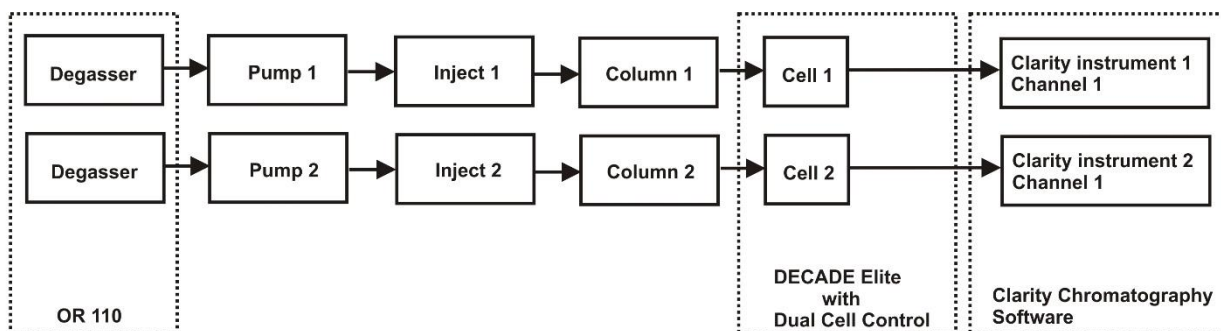 Degasser
Pump 1
Inject 1
Column 1
Cell 1
Clarity instrument 1
Channel 1
Degasser
Pump 2
Inject 2
Column 2
Cell 2
Clarity instrument 2
Channel 1
OR 110
DECADE Elite
with
Dual Cell Control
Clarity Chromatography
Software